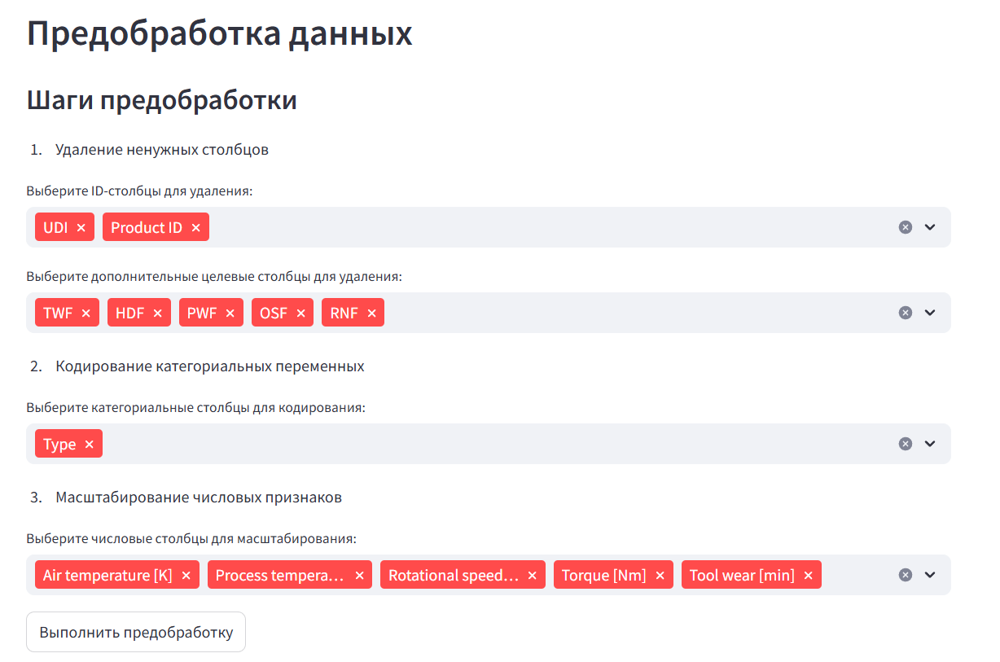 Предобработка данных
Шаги предобработки
1. Удаление ненужных столбцов
Выберите ID-столбцы для удаления:
UDI × Product ID ×
Выберите дополнительные целевые столбцы для удаления:
TWF × HDF × PWF × OSF × RNF ×
2. Кодирование категориальных переменных
Выберите категориальные столбцы для кодирования:
Type ×
3. Масштабирование числовых признаков
Выберите числовые столбцы для масштабирования:
Air temperature [K] × Process tempera... × Rotational speed... × Torque [Nm] × Tool wear [min] ×
Выполнить предобработку